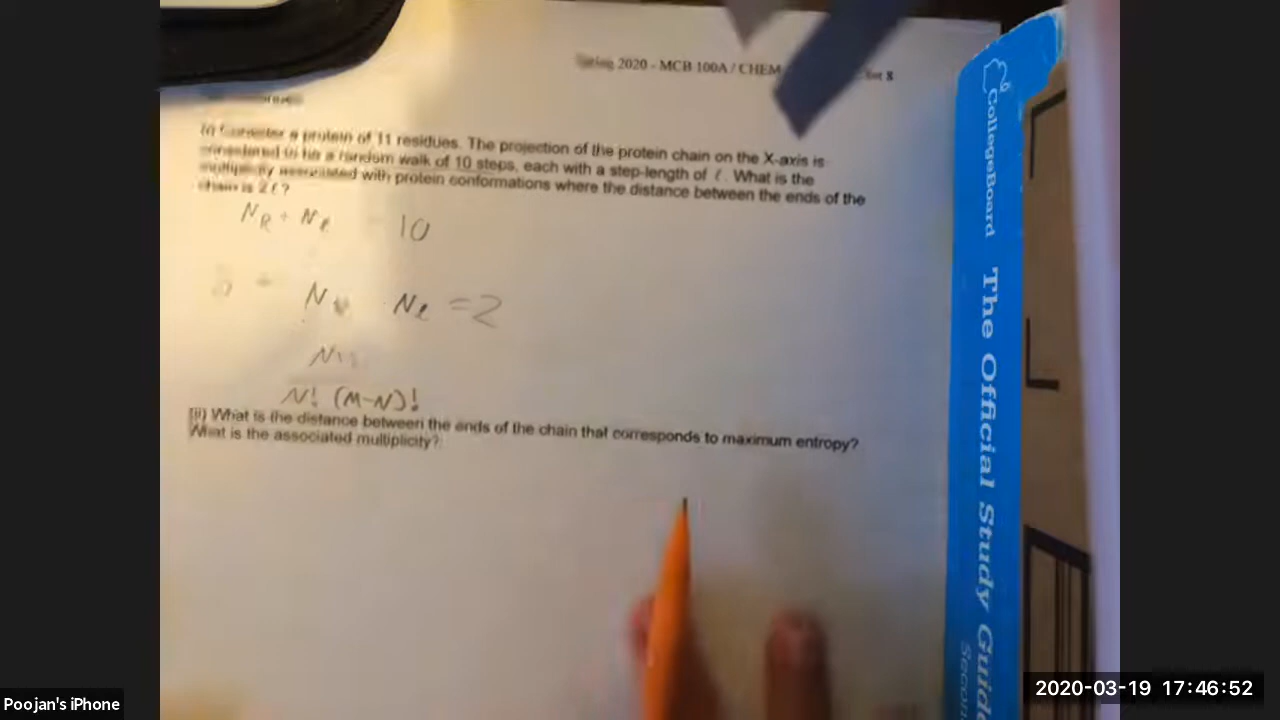 2020 - MCB 100A / CHEM 8
a protein of 11 residues. The projection of the protein chain on the X-axis is
considered to be a random walk of 10 steps, each with a step-length of ℓ. What is the
multiplicity associated with protein conformations where the distance between the ends of the
chain is 2 ℓ?
N_R + N_ℓ 10
N Nℓ = 2
N! (M-N)!
(ii) What is the distance between the ends of the chain that corresponds to maximum entropy?
What is the associated multiplicity?
CollegeBoard The Official Study Guide
Poojan's iPhone
2020-03-19 17:46:52